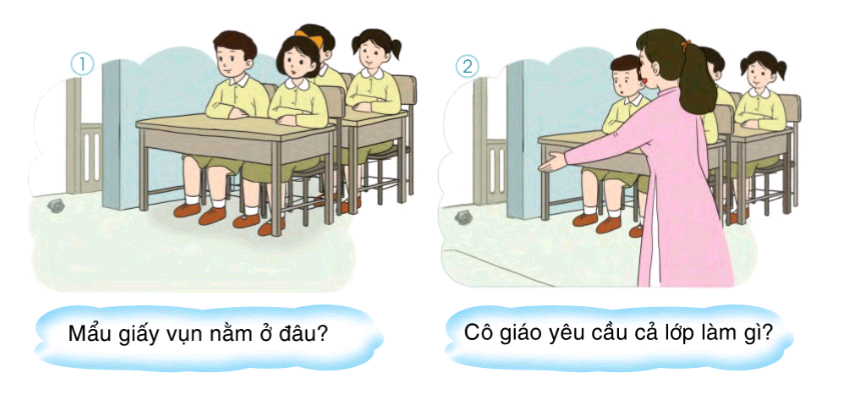 ①
②
Mẩu giấy vụn nằm ở đâu?
Cô giáo yêu cầu cả lớp làm gì?